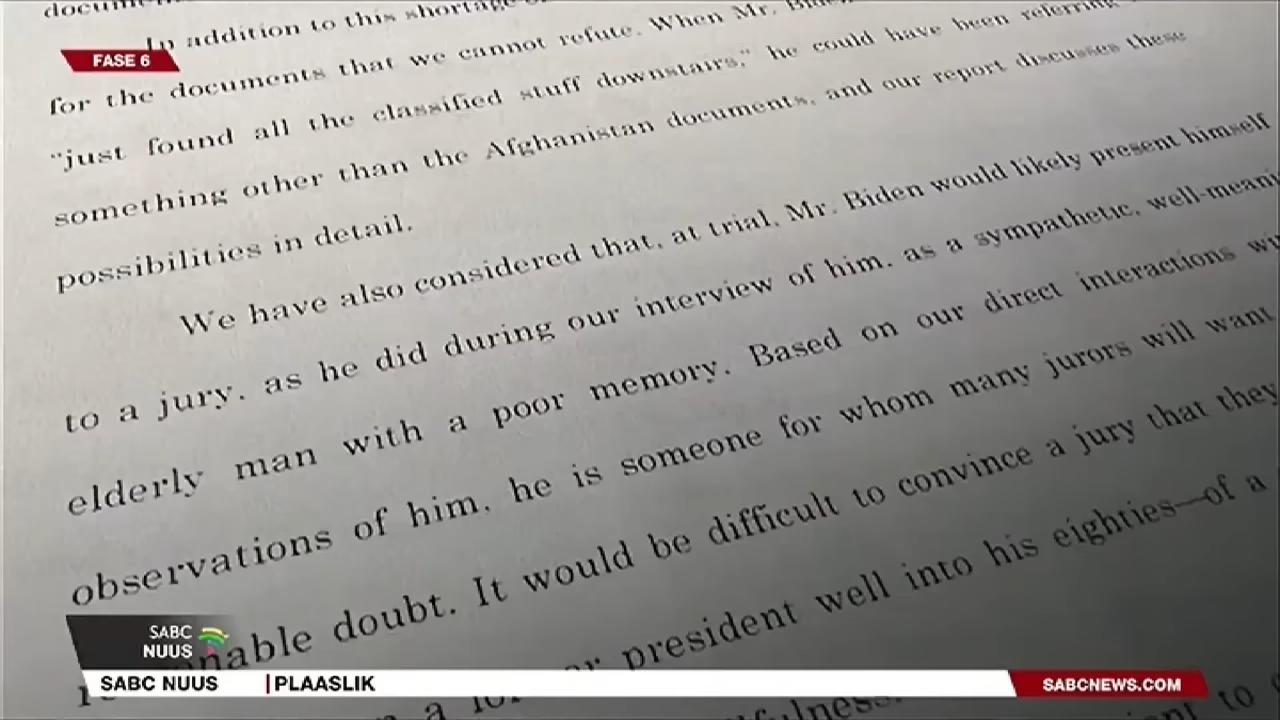 In addition to this shortage
FASE 6
for the documents that we cannot refute. When Mr.
"just found all the classified stuff downstairs," he could have been referring
something other than the Afghanistan documents, and our report discusses these
possibilities in detail.
We have also considered that, at trial, Mr. Biden would likely present himself
to a jury, as he did during our interview of him, as a sympathetic,
elderly man with a poor memory. Based on our direct interactions
observations of him, he is someone for whom many jurors will want
doubt. It would be difficult to convince a jury that they
president well into his eighties—of a
a
to
SABC
NUUS
SABC NUUS | PLAASLIK
SABCNEWS.COM